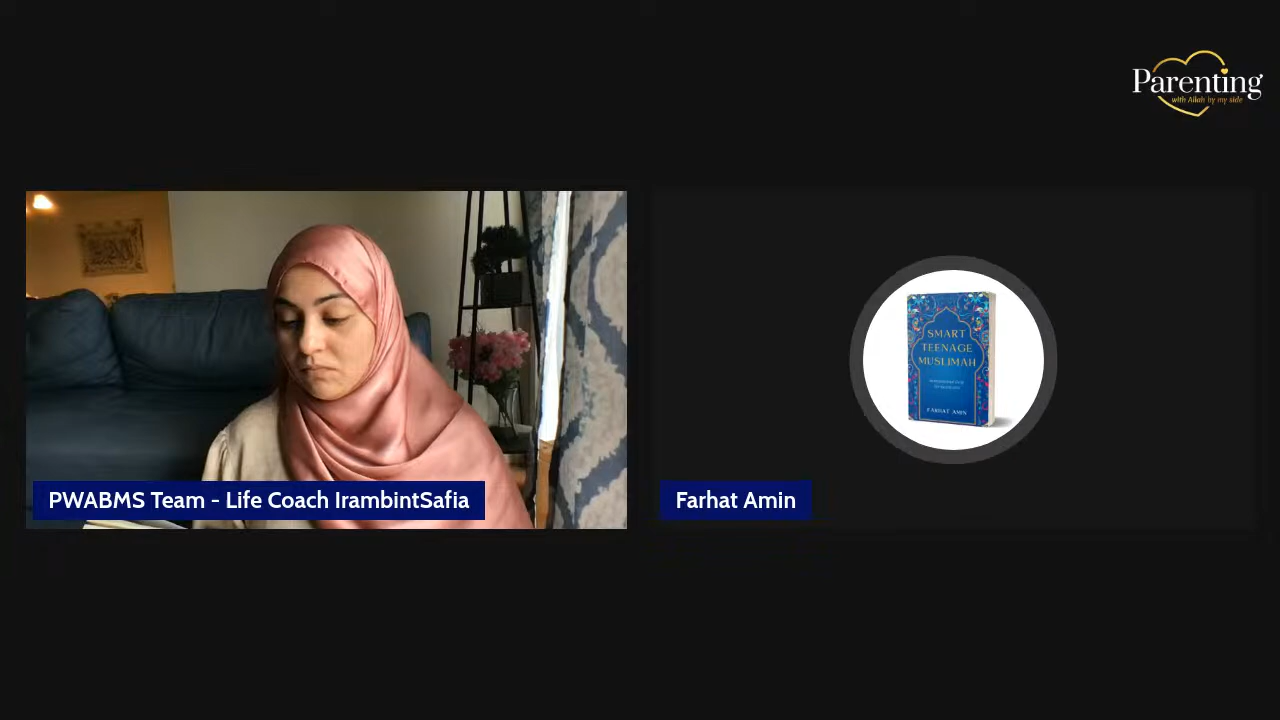 Parenting
with Allah by my side
SMART
TEENAGE
MUSLIMAH
FARHAT AMIN
PWABMS Team - Life Coach IrambintSafia
Farhat Amin